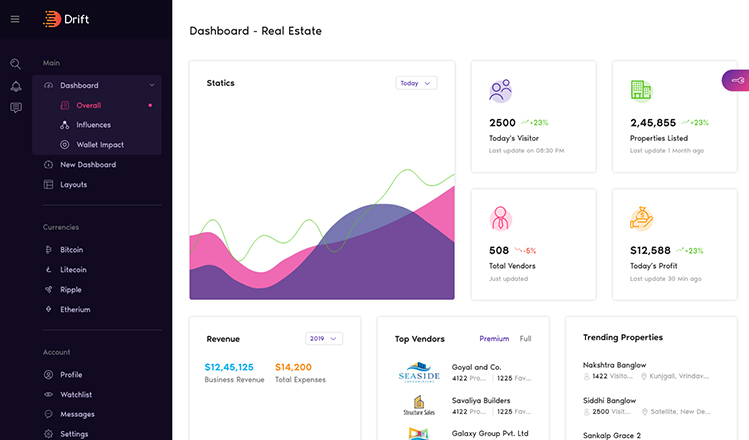 Drift
Main
Dashboard
Overall
Influences
Wallet Impact
New Dashboard
Layouts
Currencies
Bitcoin
Litecoin
Ripple
Etherium
Account
Profile
Watchlist
Messages
Settings
Dashboard - Real Estate
Statics
Today
2500 +23%
Today's Visitor
Last update on 08:30 PM
2,45,855 +23%
Properties Listed
Last update 1 Month ago
508 -5%
Total Vendors
Just updated
$12,588 +23%
Today's Profit
Last update 30 Min ago
Revenue
2019
$12,45,125
Business Revenue
$14,200
Total Expenses
Top Vendors
Premium Full
SEASIDE
Goyal and Co.
4122 Pro... 1225 Fav...
Structure Sales
Savaliya Builders
4122 Pro... 1225 Fav...
Galaxy Group Pvt. Ltd
Trending Properties
Nakshtra Banglow
1422 Visito... Kunjgall, Vrindav...
Siddhi Banglow
2500 Visit... Satellite, New De...
Sankalp Grace 2